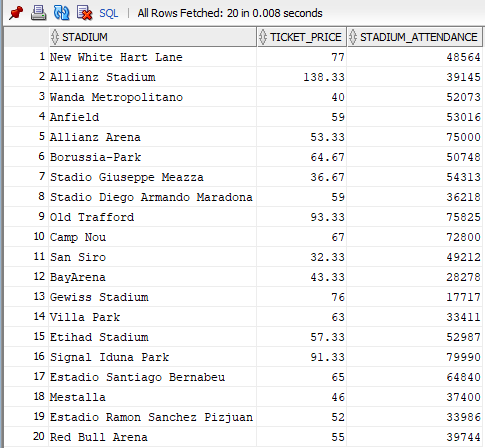 SQL | All Rows Fetched: 20 in 0.008 seconds
STADIUM TICKET_PRICE STADIUM_ATTENDANCE
1 New White Hart Lane 77 48564
2 Allianz Stadium 138.33 39145
3 Wanda Metropolitano 40 52073
4 Anfield 59 53016
5 Allianz Arena 53.33 75000
6 Borussia-Park 64.67 50748
7 Stadio Giuseppe Meazza 36.67 54313
8 Stadio Diego Armando Maradona 59 36218
9 Old Trafford 93.33 75825
10 Camp Nou 67 72800
11 San Siro 32.33 49212
12 BayArena 43.33 28278
13 Gewiss Stadium 76 17717
14 Villa Park 63 33411
15 Etihad Stadium 57.33 52987
16 Signal Iduna Park 91.33 79990
17 Estadio Santiago Bernabeu 65 64840
18 Mestalla 46 37400
19 Estadio Ramon Sanchez Pizjuan 52 33986
20 Red Bull Arena 55 39744